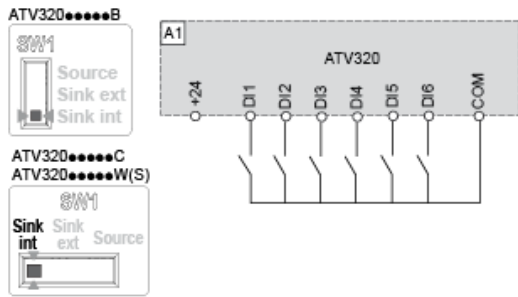 ATV320●●●●●B
SW1
Source
Sink ext
Sink int
ATV320●●●●●C
ATV320●●●●●W(S)
SW1
Sink int
Sink ext
Source
A1
ATV320
+24
DI1
DI2
DI3
DI4
DI5
DI6
COM